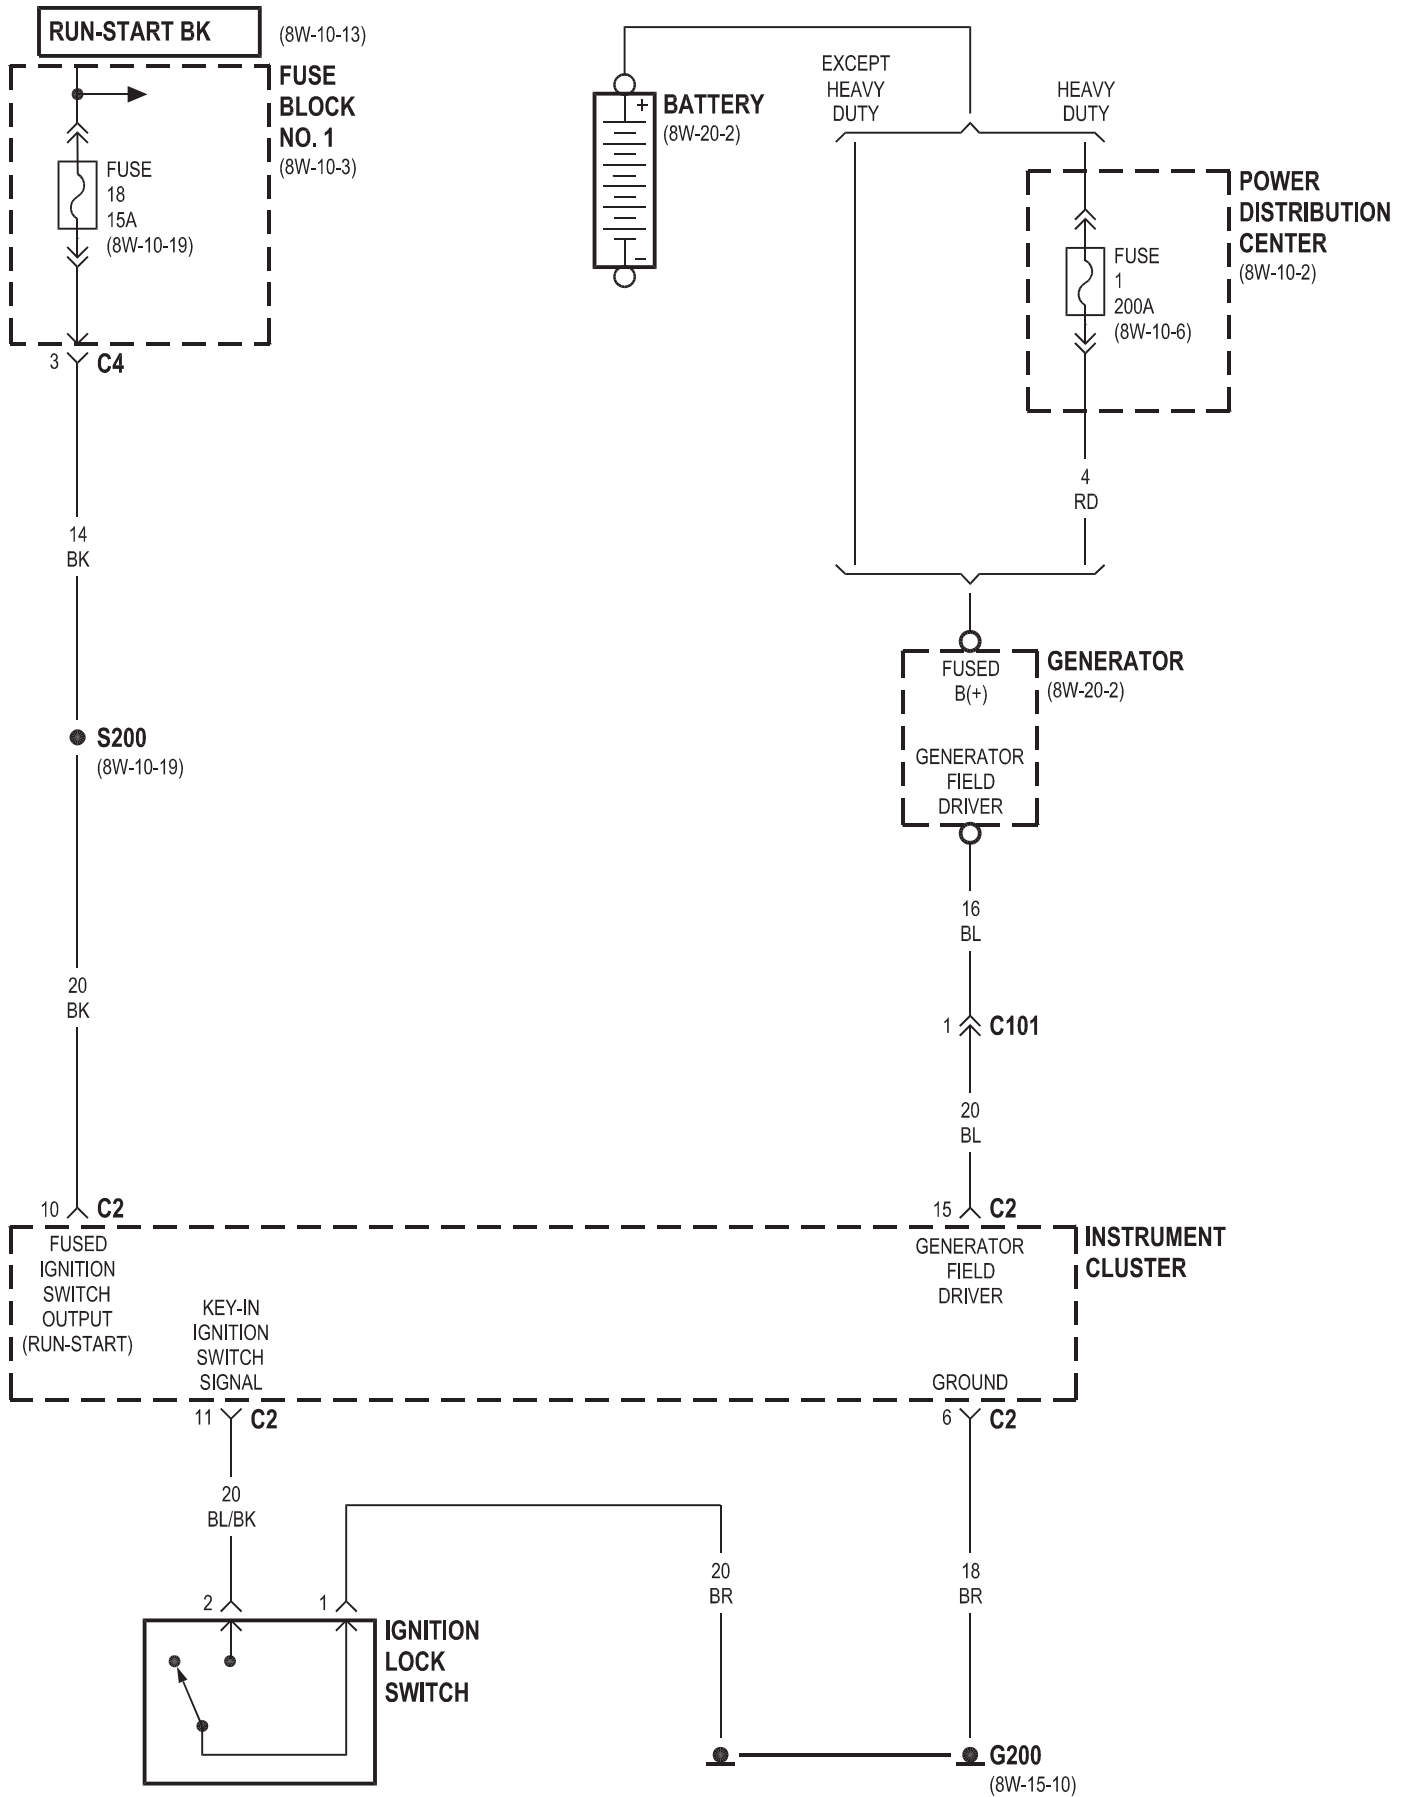 RUN-START BK
(8W-10-13)
FUSE
BLOCK
NO. 1
(8W-10-3)
FUSE
18
15A
(8W-10-19)
3
C4
14
BK
S200
(8W-10-19)
20
BK
10
C2
+
BATTERY
(8W-20-2)
−
EXCEPT
HEAVY
DUTY
HEAVY
DUTY
POWER
DISTRIBUTION
CENTER
(8W-10-2)
FUSE
1
200A
(8W-10-6)
4
RD
FUSED
B(+)
GENERATOR
(8W-20-2)
GENERATOR
FIELD
DRIVER
16
BL
1
C101
20
BL
15
C2
INSTRUMENT
CLUSTER
FUSED
IGNITION
SWITCH
OUTPUT
(RUN-START)
KEY-IN
IGNITION
SWITCH
SIGNAL
GENERATOR
FIELD
DRIVER
GROUND
11
C2
6
C2
20
BL/BK
2
1
IGNITION
LOCK
SWITCH
20
BR
18
BR
G200
(8W-15-10)